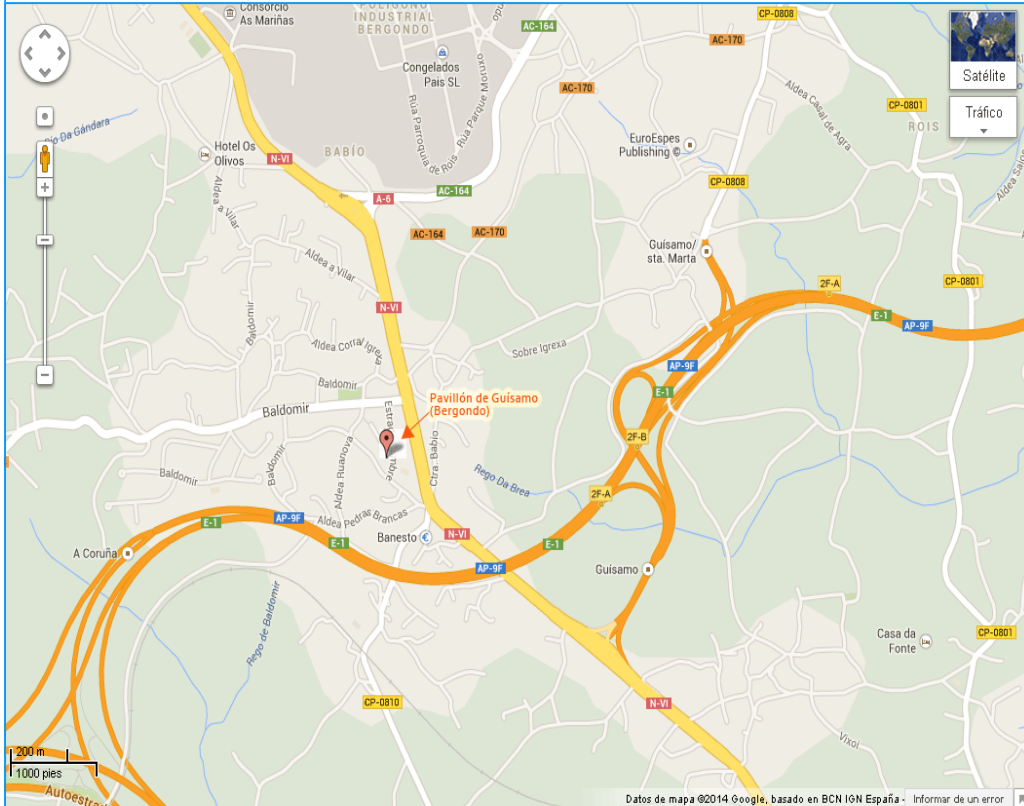 Consorcio
As Mariñas
POLÍGONO
INDUSTRIAL
BERGONDO
AC-164
CP-0808
AC-170
Satélite
Tráfico
Congelados
Pais SL
Rúa Parroquia de Rois
Rúa Parque Moruxo
AC-170
Aldea Casal de Agra
CP-0801
ROIS
Río Da Gándara
Hotel Os
Olivos
N-VI
BABÍO
EuroEspes
Publishing ©
CP-0808
AC-164
A-6
Aldea a Vilar
AC-164
AC-170
Guísamo/
sta. Marta
Aldea a Vilar
2F-A
CP-0801
N-VI
Baldomir
E-1
AP-9F
Aldea Corral Igrexa
Sobre Igrexa
AP-9F
Baldomir
E-1
Baldomir
Pavillón de Guísamo
(Bergondo)
Ctra. Babío
2F-B
Baldomir
Aldea Ruanova
Baldomir
Rego Da Brea
2F-A
Aldea Pedras Brancas
E-1
AP-9F
E-1
Banesto
N-VI
E-1
A Coruña
AP-9F
Guísamo
Rego de Baldomir
Casa da
Fonte
CP-0801
CP-0810
N-VI
Vixoi
200 m
1000 pies
Datos de mapa ©2014 Google, basado en BCN IGN España -
Informar de un error